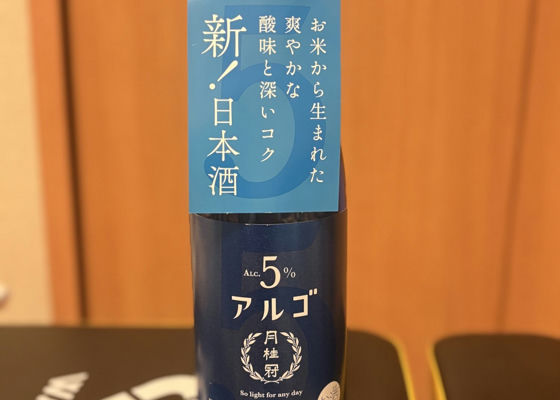 お米から生まれた
爽やかな
酸味と深いコク
新！日本酒
ALC. 5%
アルゴ
月桂冠
So light for any day